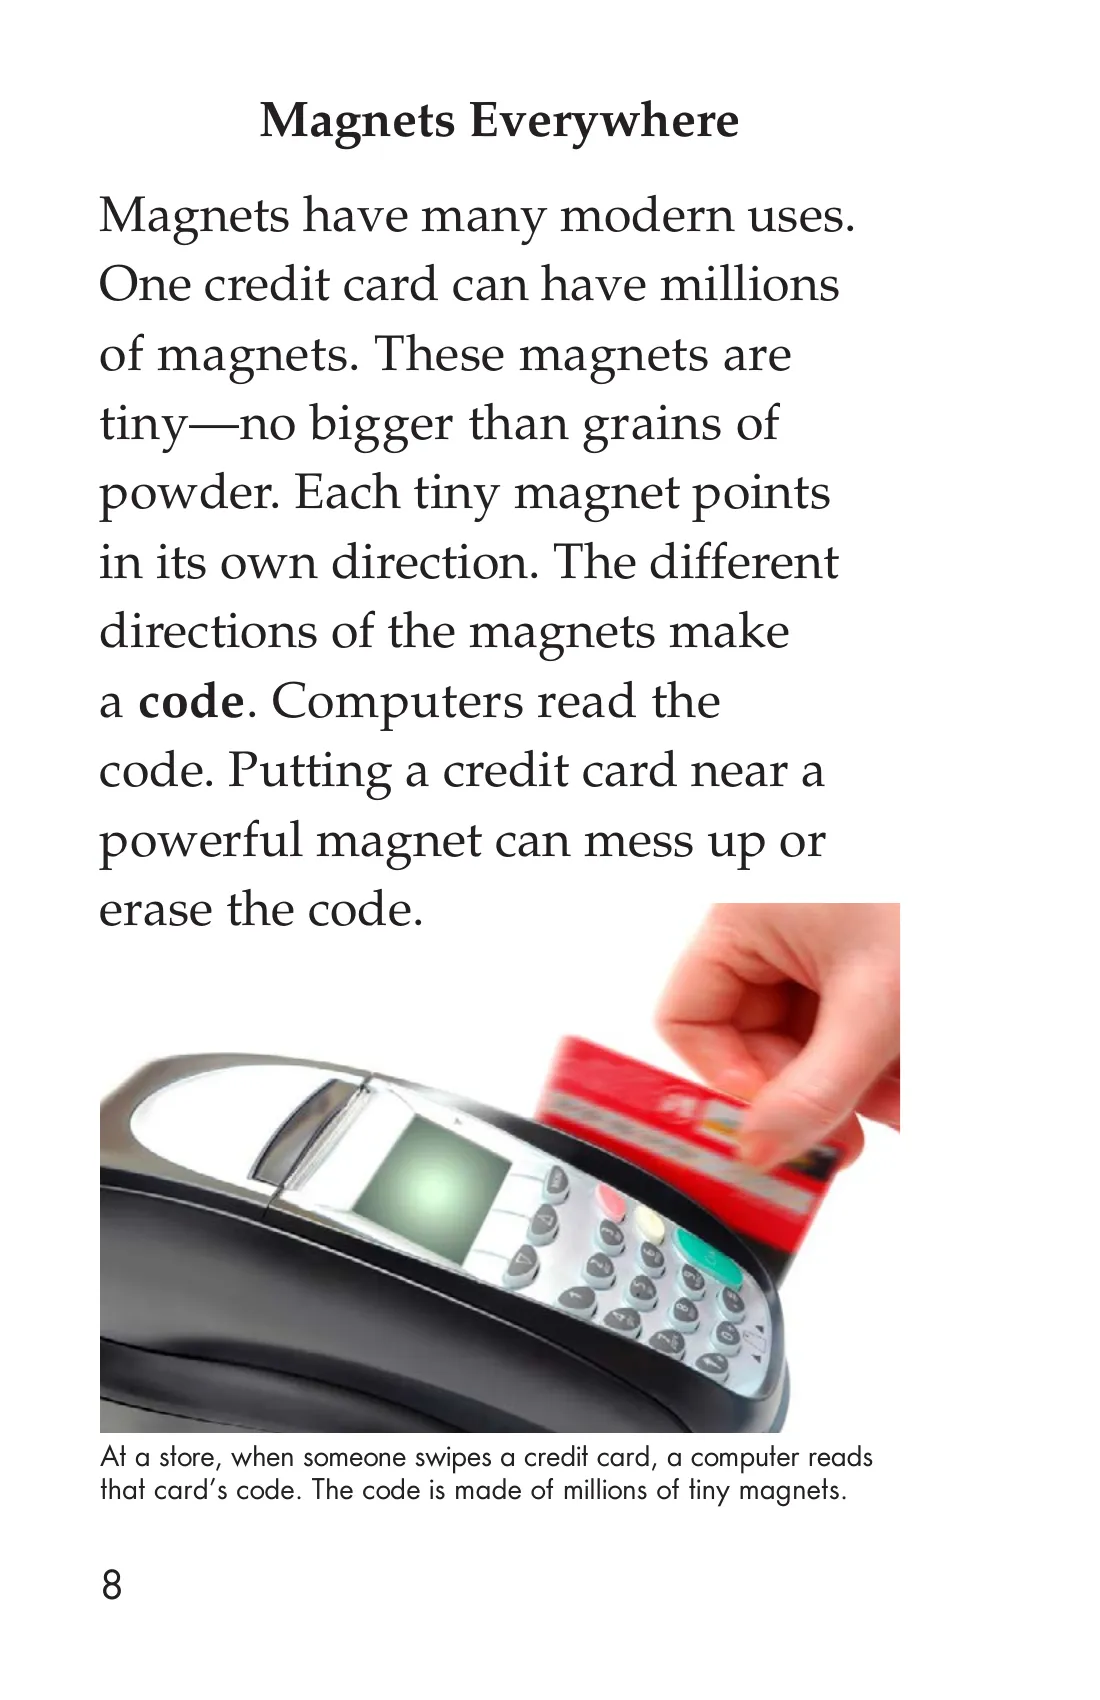 Magnets Everywhere
Magnets have many modern uses.
One credit card can have millions
of magnets. These magnets are
tiny—no bigger than grains of
powder. Each tiny magnet points
in its own direction. The different
directions of the magnets make
a code. Computers read the
code. Putting a credit card near a
powerful magnet can mess up or
erase the code.
At a store, when someone swipes a credit card, a computer reads
that card’s code. The code is made of millions of tiny magnets.
8